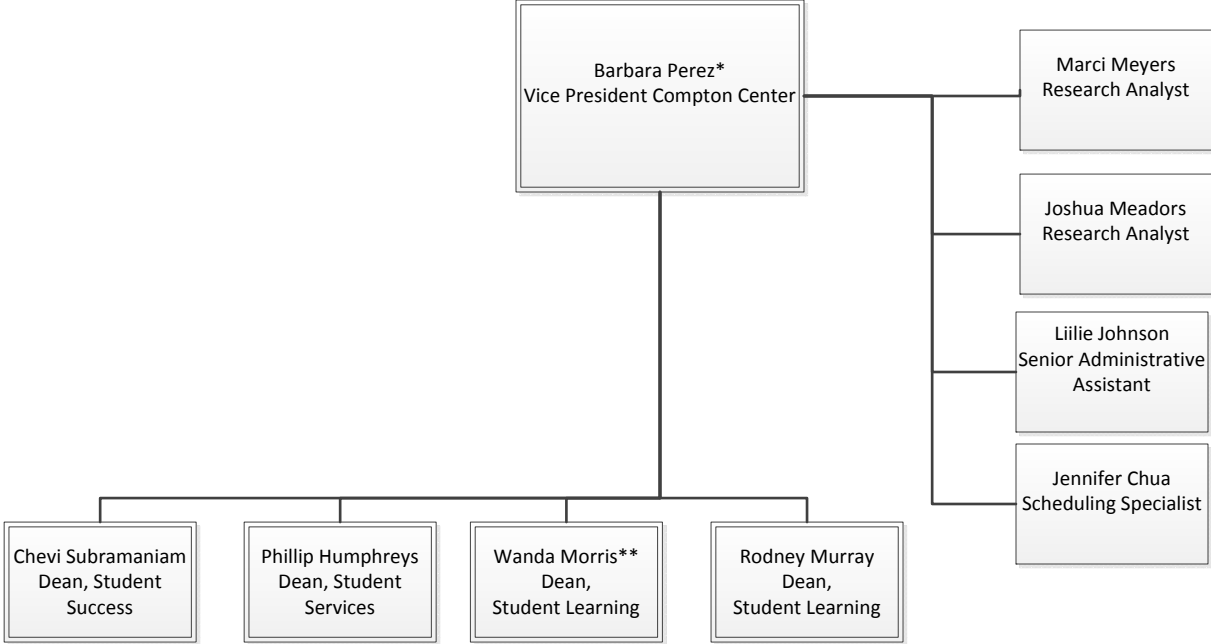 Barbara Perez*
Vice President Compton Center
Marci Meyers
Research Analyst
Joshua Meadors
Research Analyst
Liilie Johnson
Senior Administrative
Assistant
Jennifer Chua
Scheduling Specialist
Chevi Subramaniam
Dean, Student
Success
Phillip Humphreys
Dean, Student
Services
Wanda Morris**
Dean,
Student Learning
Rodney Murray
Dean,
Student Learning